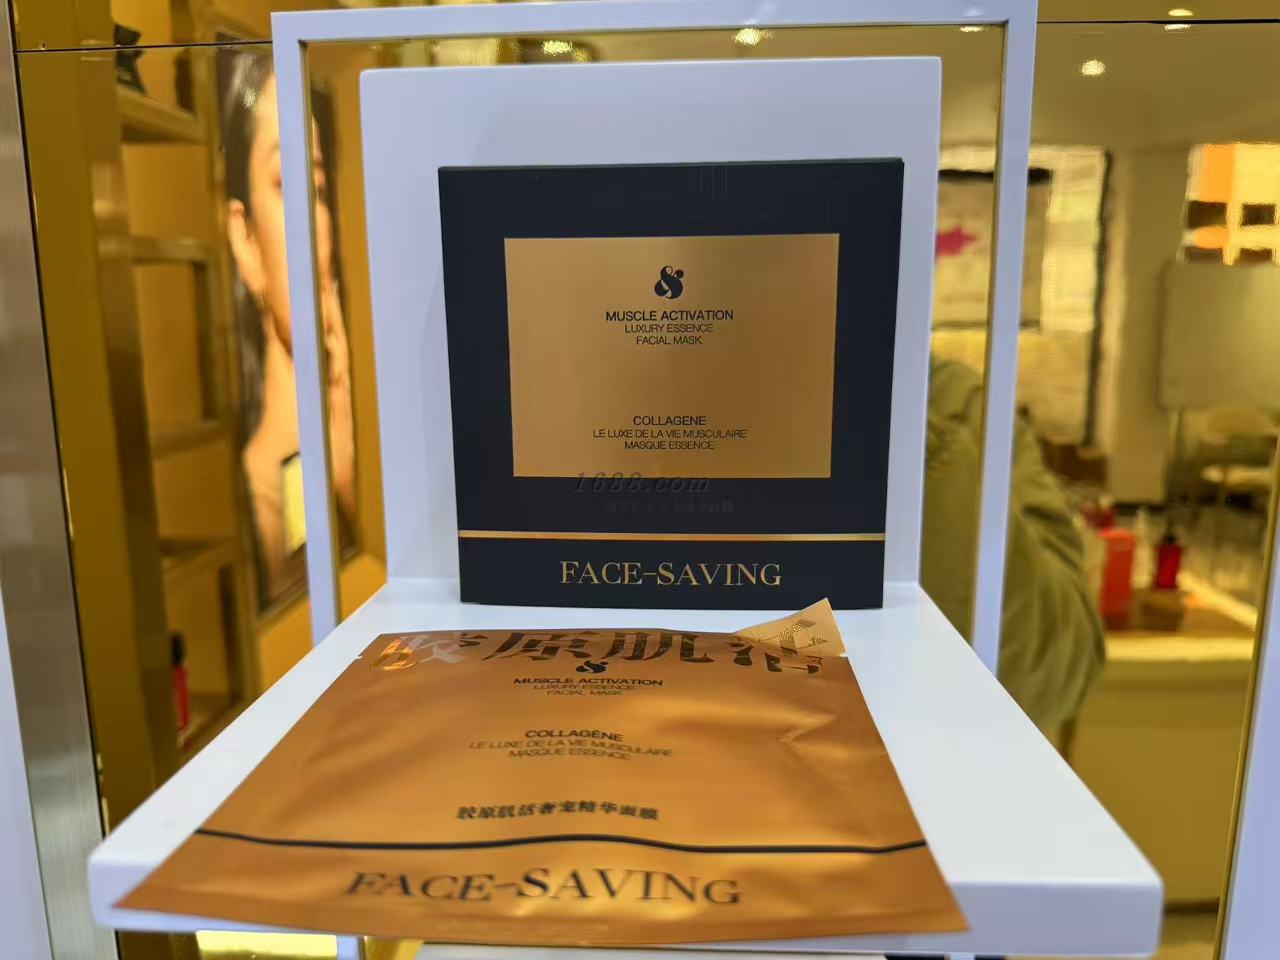 &
MUSCLE ACTIVATION
LUXURY ESSENCE
FACIAL MASK
COLLAGENE
LE LUXE DE LA VIE MUSCULAIRE
MASQUE ESSENCE
1688.com
FACE-SAVING
胶原肌活
&
MUSCLE ACTIVATION
LUXURY ESSENCE
FACIAL MASK
COLLAGÈNE
LE LUXE DE LA VIE MUSCULAIRE
MASQUE ESSENCE
胶原肌活奢宠精华面膜
FACE-SAVING